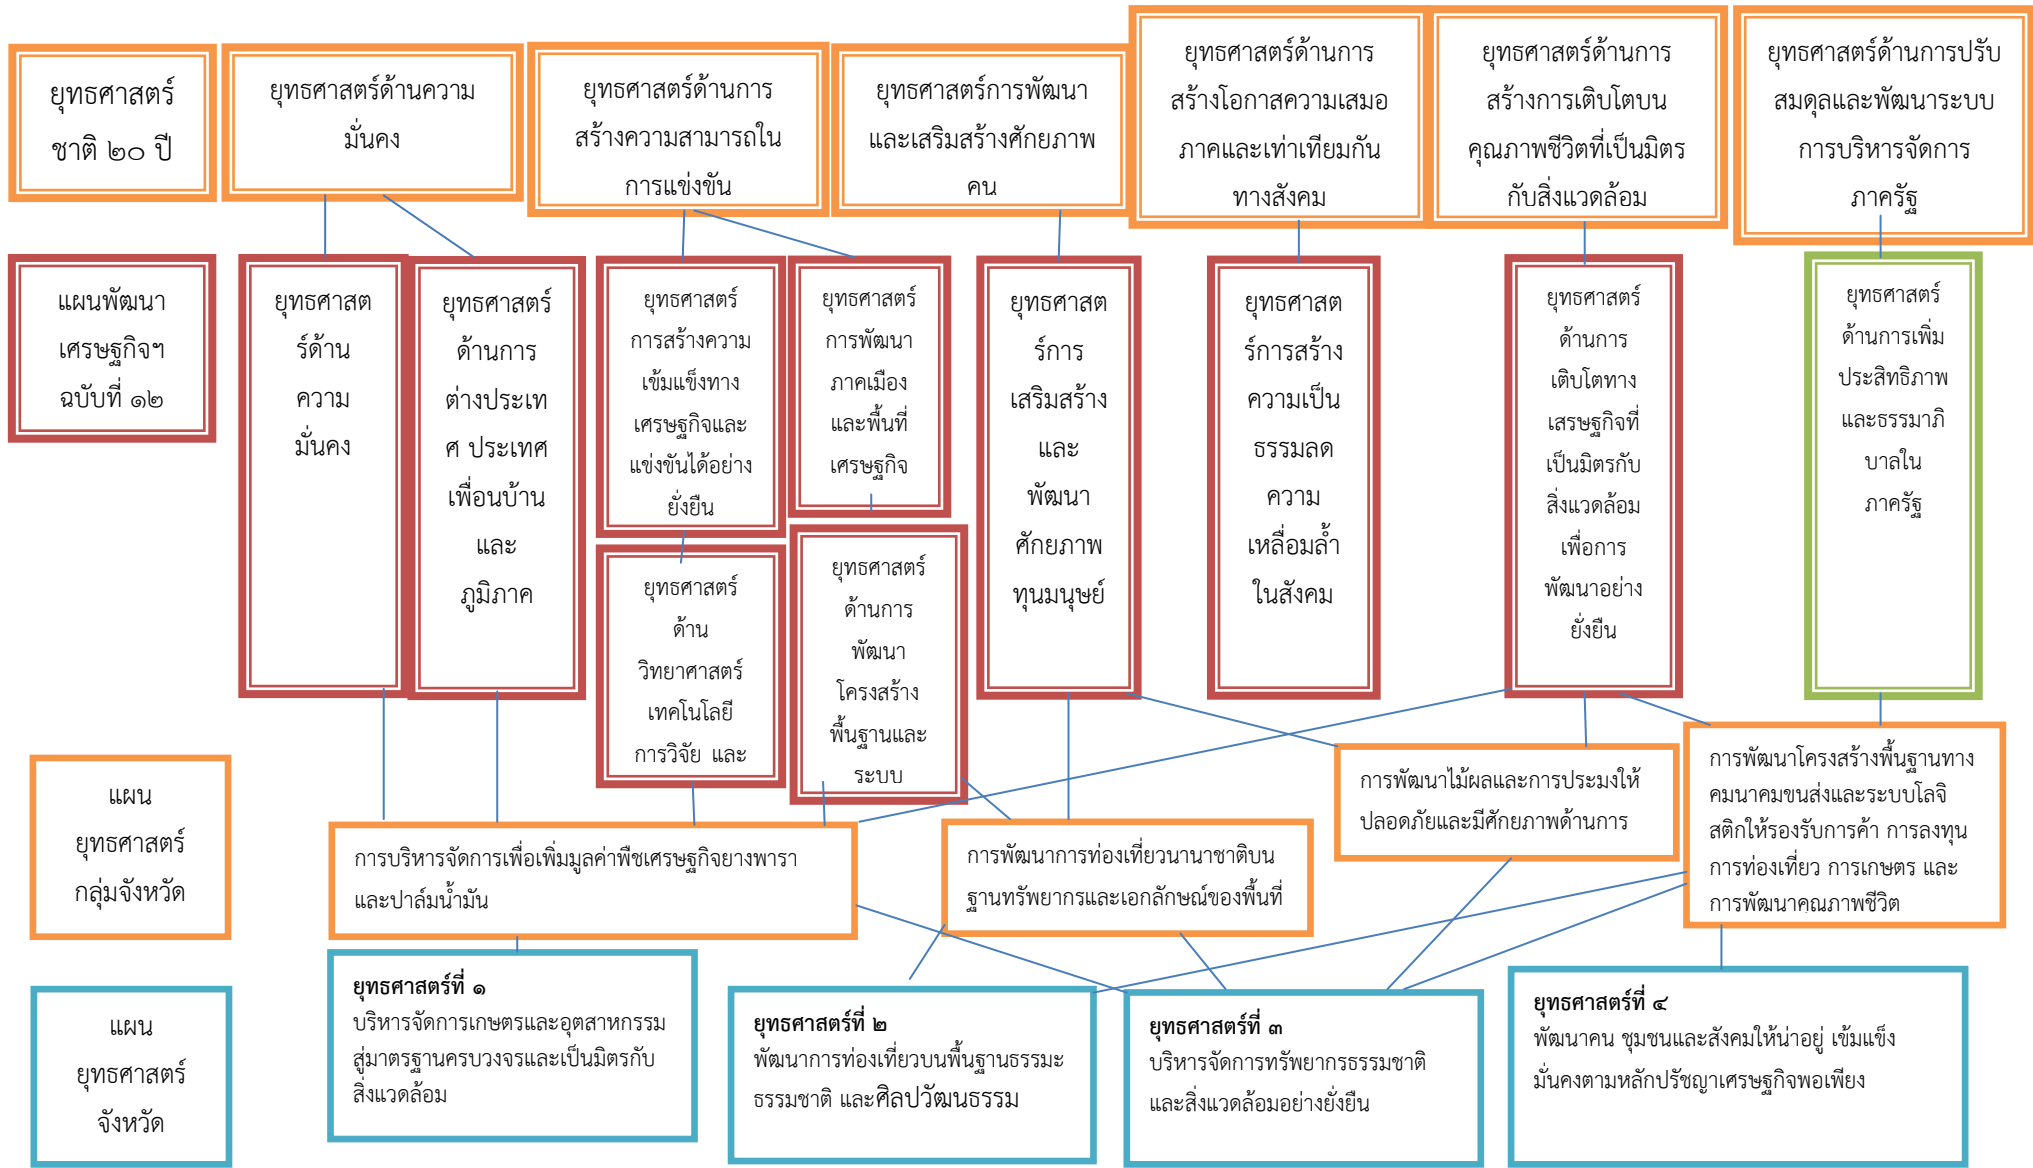 ยุทธศาสตร์
ชาติ ๒๐ ปี
ยุทธศาสตร์ด้านความ
มั่นคง
ยุทธศาสตร์ด้านการ
สร้างความสามารถใน
การแข่งขัน
ยุทธศาสตร์การพัฒนา
และเสริมสร้างศักยภาพ
คน
ยุทธศาสตร์ด้านการ
สร้างโอกาสความเสมอ
ภาคและเท่าเทียมกัน
ทางสังคม
ยุทธศาสตร์ด้านการ
สร้างการเติบโตบน
คุณภาพชีวิตที่เป็นมิตร
กับสิ่งแวดล้อม
ยุทธศาสตร์ด้านการปรับ
สมดุลและพัฒนาระบบ
การบริหารจัดการ
ภาครัฐ
แผนพัฒนา
เศรษฐกิจฯ
ฉบับที่ ๑๒
ยุทธศาสต
ร์ด้าน
ความ
มั่นคง
ยุทธศาสตร์
ด้านการ
ต่างประเท
ศ ประเทศ
เพื่อนบ้าน
และ
ภูมิภาค
ยุทธศาสตร์
การสร้างความ
เข้มแข็งทาง
เศรษฐกิจและ
แข่งขันได้อย่าง
ยั่งยืน
ยุทธศาสตร์
การพัฒนา
ภาคเมือง
และพื้นที่
เศรษฐกิจ
ยุทธศาสตร์
ด้าน
วิทยาศาสตร์
เทคโนโลยี
การวิจัย และ
ยุทธศาสตร์
ด้านการ
พัฒนา
โครงสร้าง
พื้นฐานและ
ระบบ
ยุทธศาสต
ร์การ
เสริมสร้าง
และ
พัฒนา
ศักยภาพ
ทุนมนุษย์
ยุทธศาสต
ร์การสร้าง
ความเป็น
ธรรมลด
ความ
เหลื่อมล้ำ
ในสังคม
ยุทธศาสตร์
ด้านการ
เติบโตทาง
เสรษฐกิจที่
เป็นมิตรกับ
สิ่งแวดล้อม
เพื่อการ
พัฒนาอย่าง
ยั่งยืน
ยุทธศาสตร์
ด้านการเพิ่ม
ประสิทธิภาพ
และธรรมาภิ
บาลใน
ภาครัฐ
แผน
ยุทธศาสตร์
กลุ่มจังหวัด
การบริหารจัดการเพื่อเพิ่มมูลค่าพืชเศรษฐกิจยางพารา
และปาล์มน้ำมัน
การพัฒนาการท่องเที่ยวนานาชาติบน
ฐานทรัพยากรและเอกลักษณ์ของพื้นที่
การพัฒนาไม้ผลและการประมงให้
ปลอดภัยและมีศักยภาพด้านการ
การพัฒนาโครงสร้างพื้นฐานทาง
คมนาคมขนส่งและระบบโลจิ
สติกให้รองรับการค้า การลงทุน
การท่องเที่ยว การเกษตร และ
การพัฒนาคุณภาพชีวิต
แผน
ยุทธศาสตร์
จังหวัด
ยุทธศาสตร์ที่ ๑
บริหารจัดการเกษตรและอุตสาหกรรม
สู่มาตรฐานครบวงจรและเป็นมิตรกับ
สิ่งแวดล้อม
ยุทธศาสตร์ที่ ๒
พัฒนาการท่องเที่ยวบนพื้นฐานธรรมะ
ธรรมชาติ และศิลปวัฒนธรรม
ยุทธศาสตร์ที่ ๓
บริหารจัดการทรัพยากรธรรมชาติ
และสิ่งแวดล้อมอย่างยั่งยืน
ยุทธศาสตร์ที่ ๔
พัฒนาคน ชุมชนและสังคมให้น่าอยู่ เข้มแข็ง
มั่นคงตามหลักปรัชญาเศรษฐกิจพอเพียง